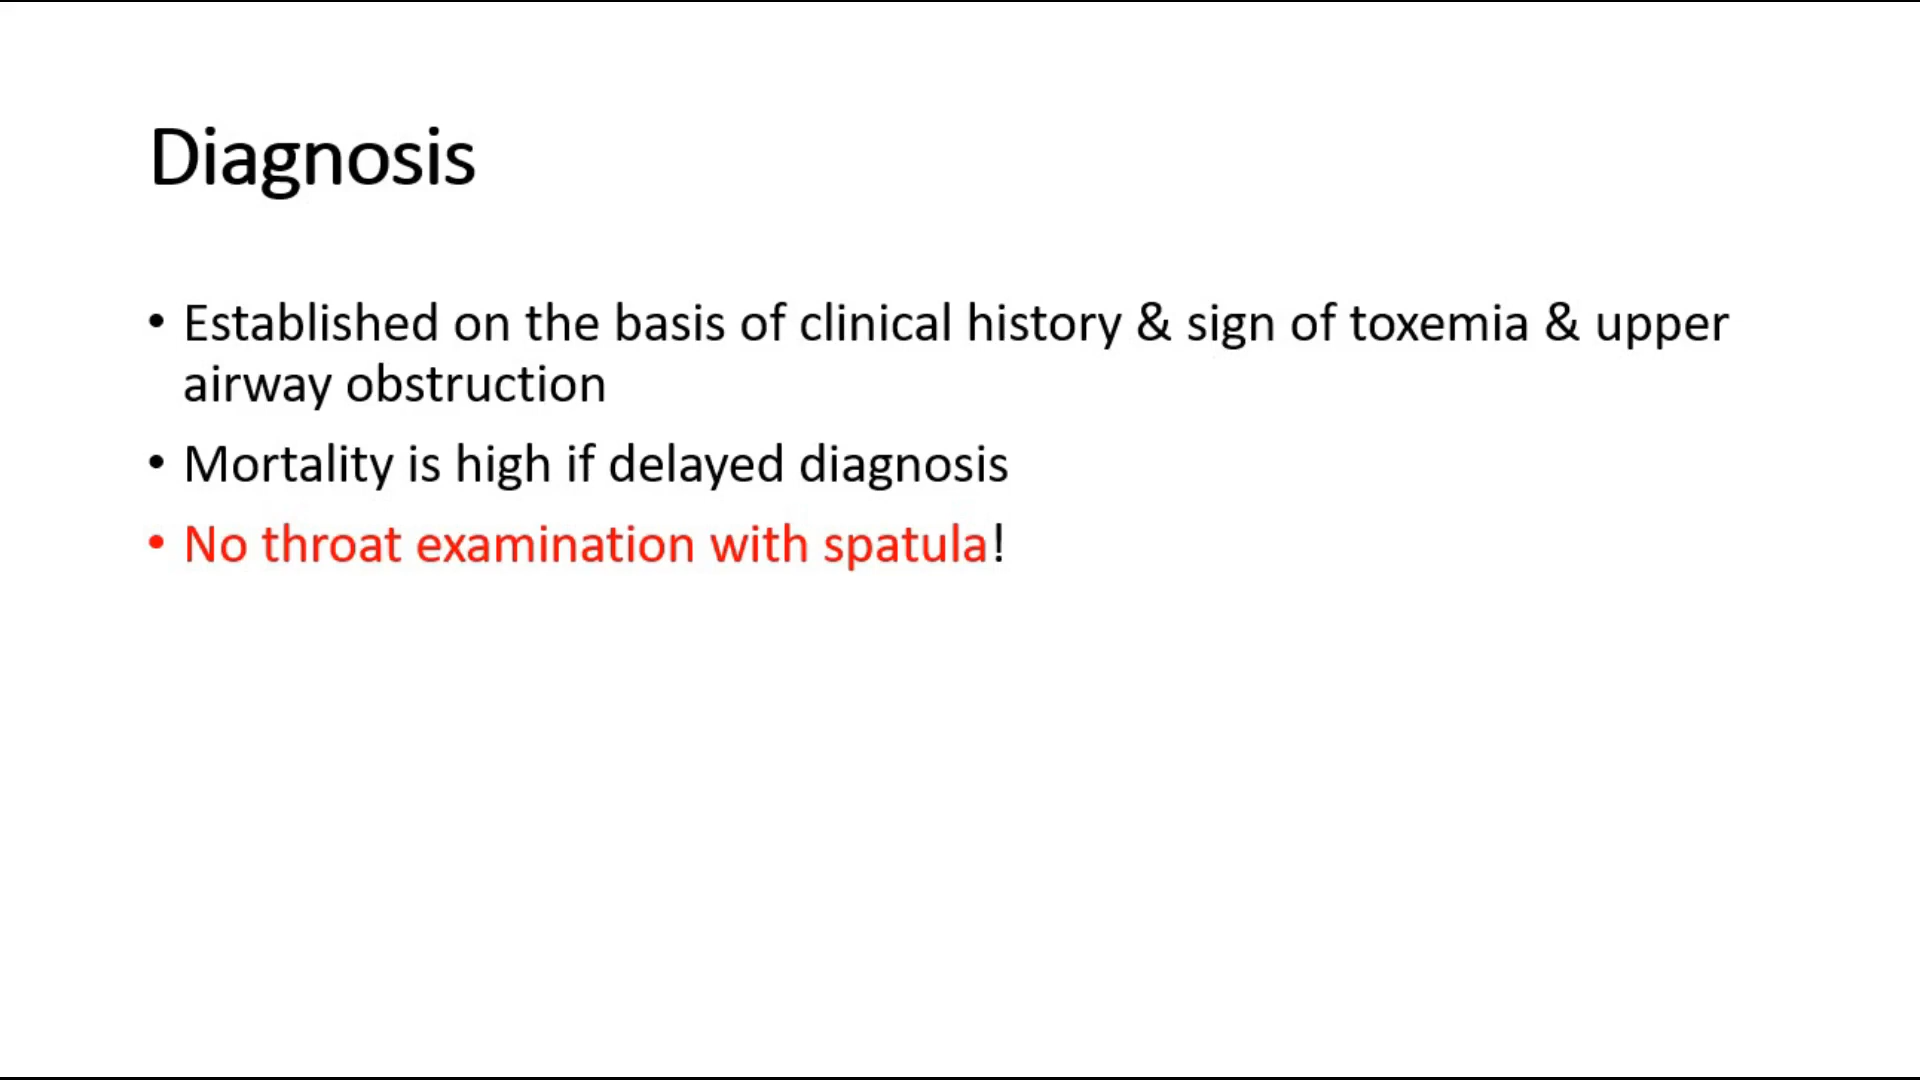 Diagnosis
• Established on the basis of clinical history & sign of toxemia & upper
airway obstruction
• Mortality is high if delayed diagnosis
• No throat examination with spatula!